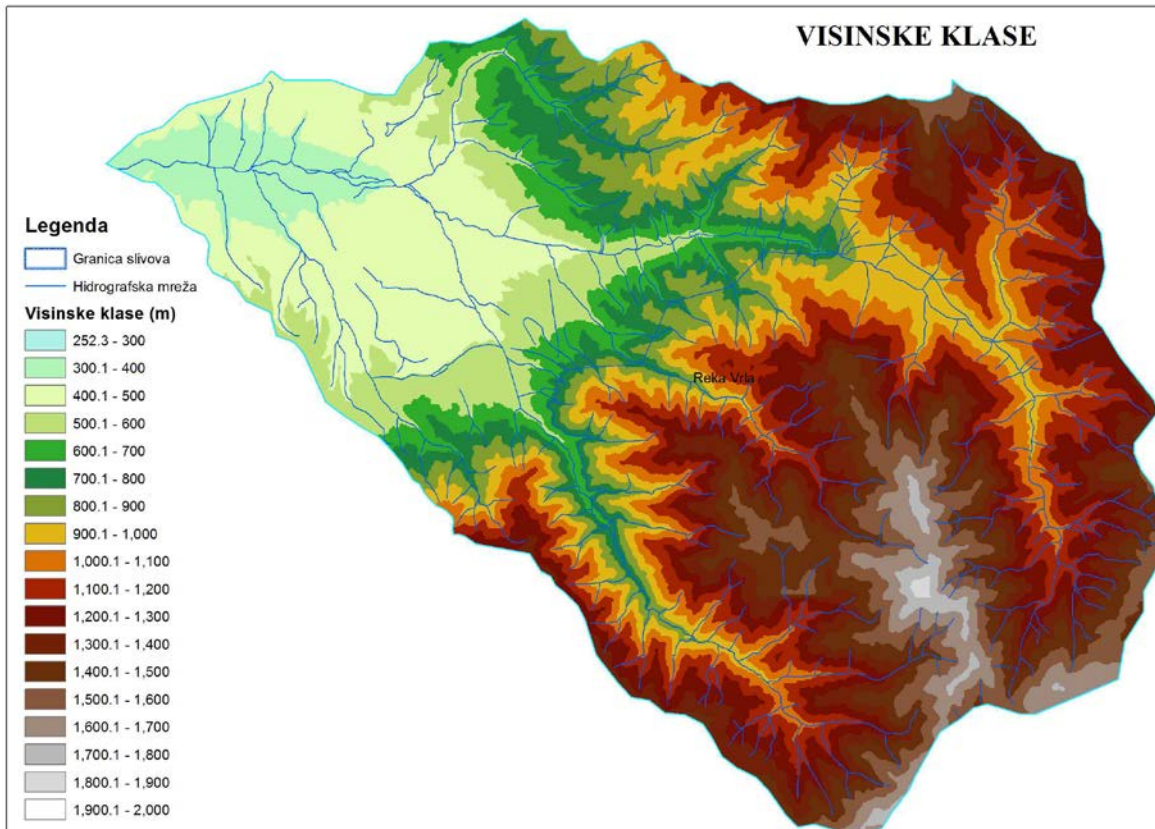 VISINSKE KLASE
Reka Vrla
Legenda
Granica slivova
Hidrografska mreža
Visinske klase (m)
252.3 - 300
300.1 - 400
400.1 - 500
500.1 - 600
600.1 - 700
700.1 - 800
800.1 - 900
900.1 - 1,000
1,000.1 - 1,100
1,100.1 - 1,200
1,200.1 - 1,300
1,300.1 - 1,400
1,400.1 - 1,500
1,500.1 - 1,600
1,600.1 - 1,700
1,700.1 - 1,800
1,800.1 - 1,900
1,900.1 - 2,000